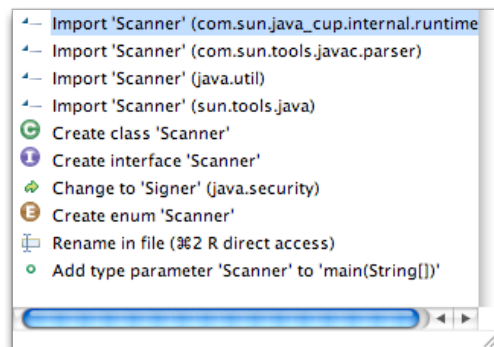 Import 'Scanner' (com.sun.java_cup.internal.runtime
Import 'Scanner' (com.sun.tools.javac.parser)
Import 'Scanner' (java.util)
Import 'Scanner' (sun.tools.java)
C Create class 'Scanner'
I Create interface 'Scanner'
Change to 'Signer' (java.security)
E Create enum 'Scanner'
Rename in file (⌘2 R direct access)
Add type parameter 'Scanner' to 'main(String[])'